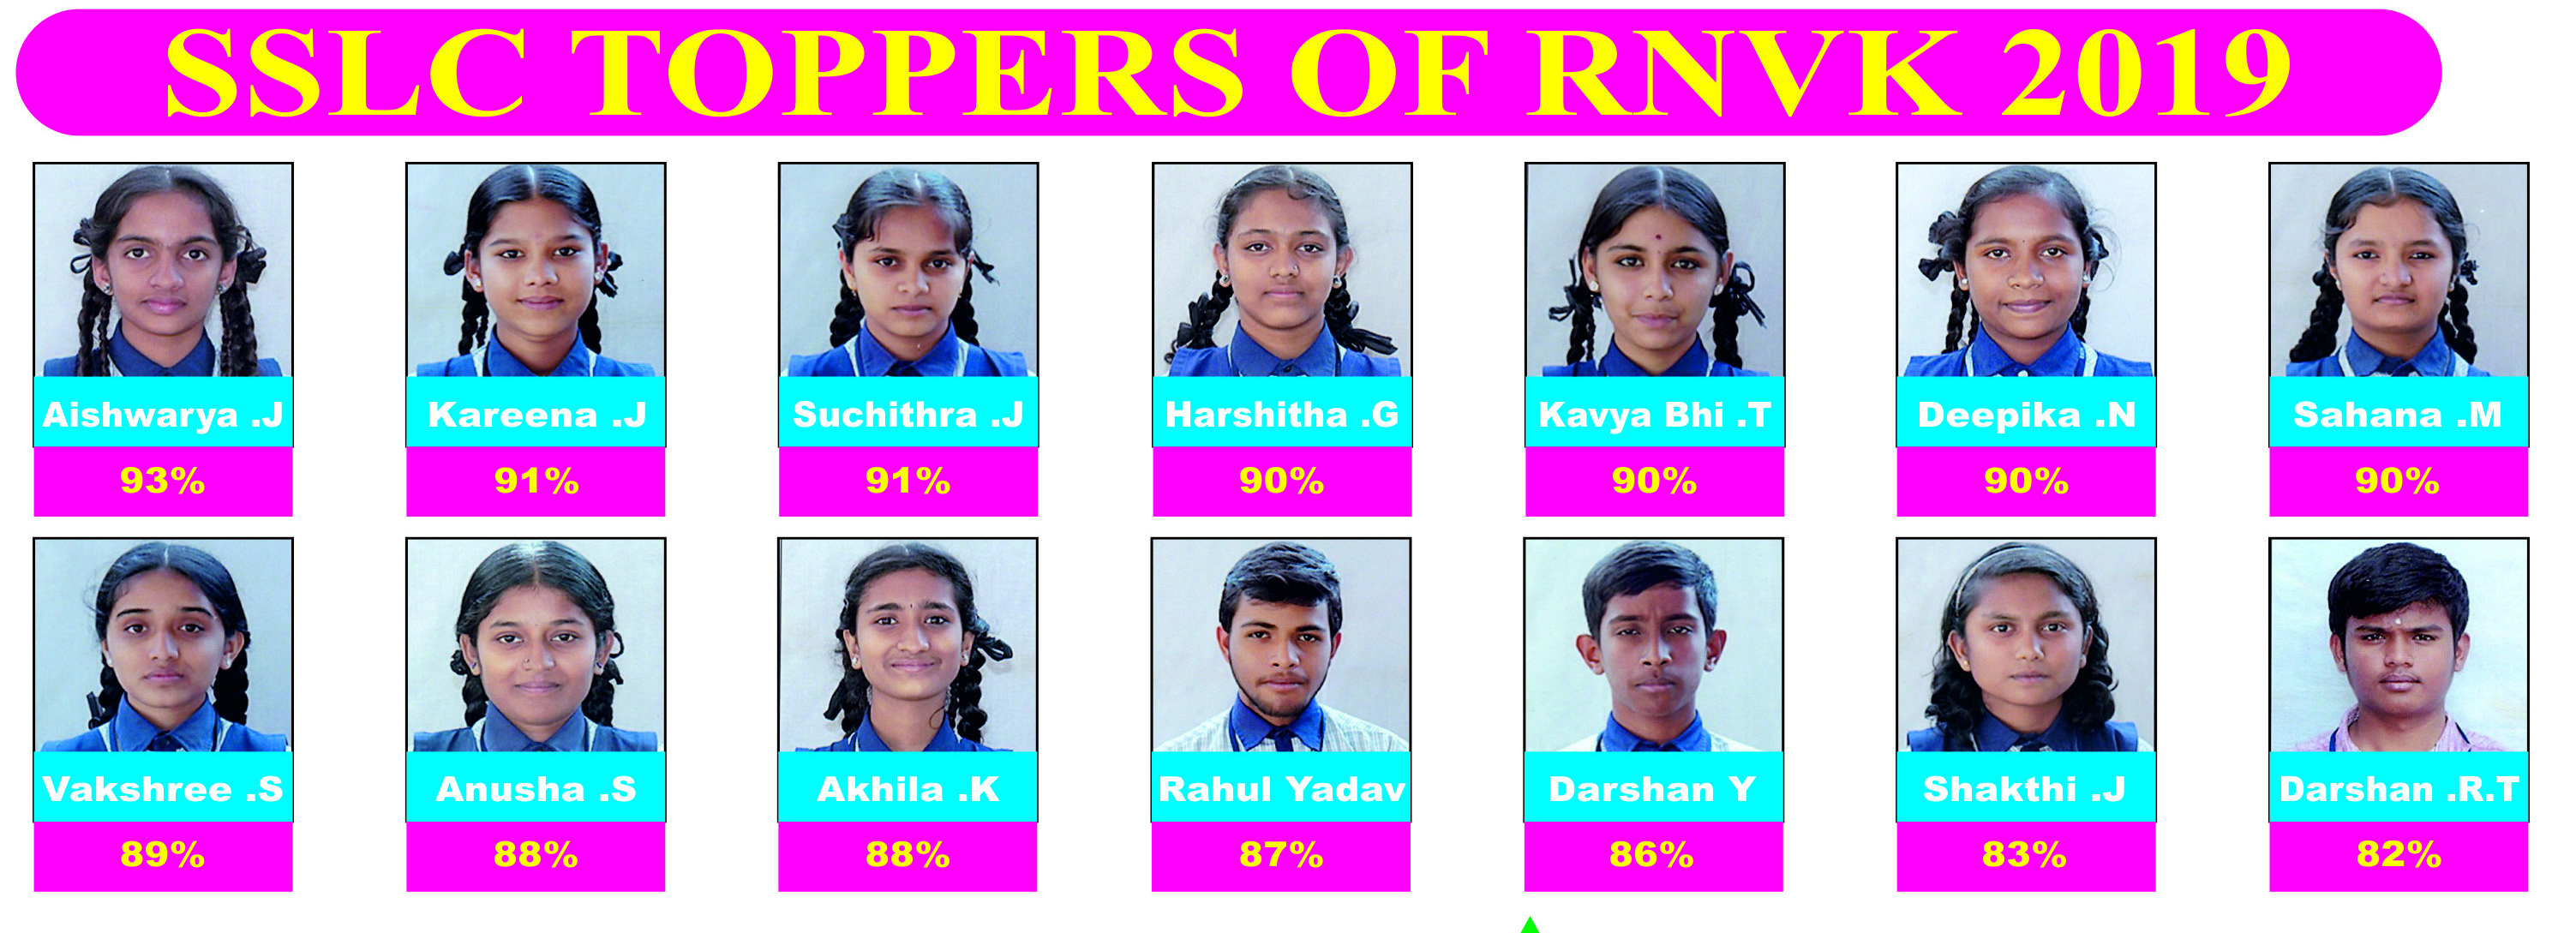 SSLC TOPPERS OF RNVK 2019
Aishwarya .J
93%
Kareena .J
91%
Suchithra .J
91%
Harshitha .G
90%
Kavya Bhi .T
90%
Deepika .N
90%
Sahana .M
90%
Vakshree .S
89%
Anusha .S
88%
Akhila .K
88%
Rahul Yadav
87%
Darshan Y
86%
Shakthi .J
83%
Darshan .R.T
82%